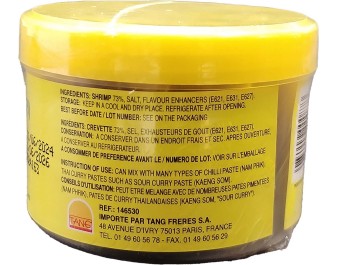 INGREDIENTS: SHRIMP 73%, SALT, FLAVOUR ENHANCERS (E621, E631, E627).
STORAGE: KEEP IN A COOL AND DRY PLACE. REFRIGERATE AFTER OPENING.
BEST BEFORE DATE / LOT NUMBER: SEE ON THE PACKAGING
INGREDIENTS: CREVETTE 73%, SEL, EXHAUSTEURS DE GOUT (E621, E631, E627).
CONSERVATION : A CONSERVER DANS UN ENDROIT FRAIS ET SEC. APRES OUVERTURE,
A CONSERVER AU REFRIGERATEUR
A CONSOMMER DE PREFERENCE AVANT LE / NUMERO DE LOT: VOIR SUR L'EMBALLAGE
INSTRUCTION OF USE: CAN MIX WITH MANY TYPES OF CHILLI PASTE (NAM PRIK)
THAI CURRY PASTES SUCH AS SOUR CURRY PASTE (KAENG SOM).
CONSEILS D'UTILISATION: PEUT ETRE MELANGE AVEC DE NOMBREUSES PATES PIMENTEES
(NAM PRIK), PATES DE CURRY THAILANDAISES (KAENG SOM, "SOUR CURRY").
/06/2024
/06/2026
TANG
REF.: 146530
IMPORTE PAR TANG FRERES S.A.
48 AVENUE D'IVRY 75013 PARIS, FRANCE
TEL. 01 49 60 56 78 - FAX. 01 49 60 56 29